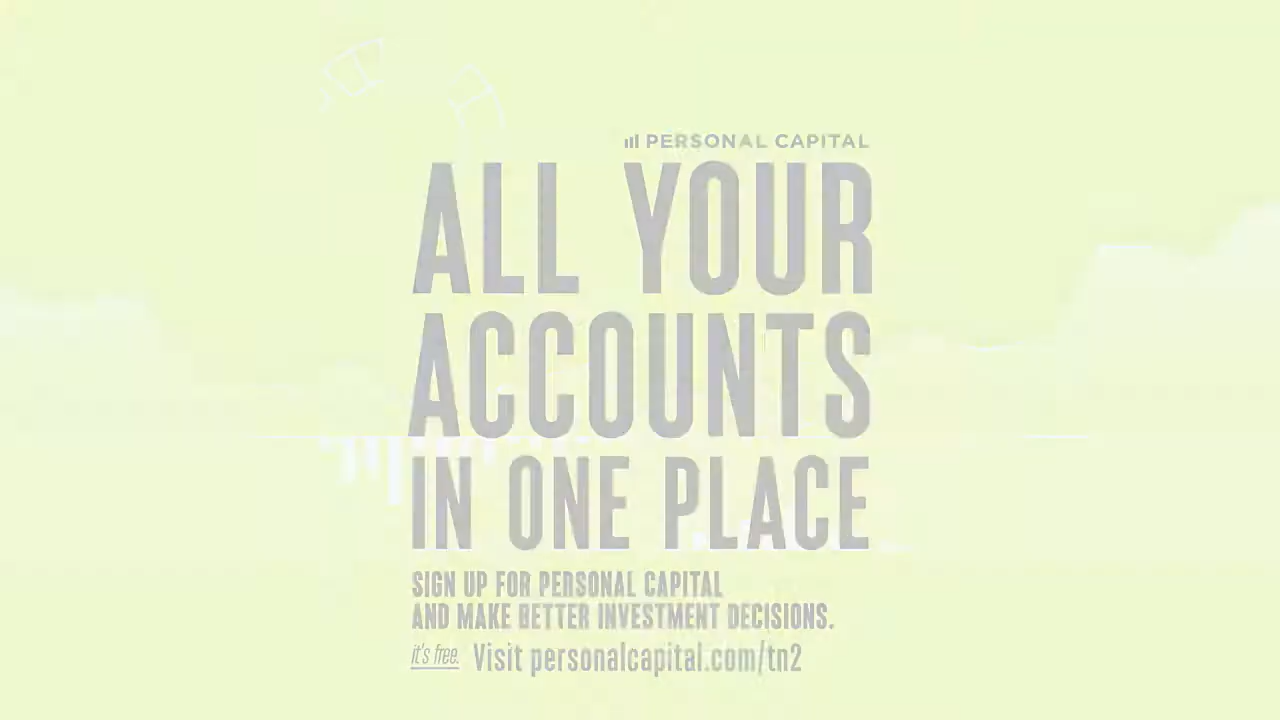 PERSONAL CAPITAL
ALL YOUR
ACCOUNTS
IN ONE PLACE
SIGN UP FOR PERSONAL CAPITAL
AND MAKE BETTER INVESTMENT DECISIONS.
it's free. Visit personalcapital.com/tn2